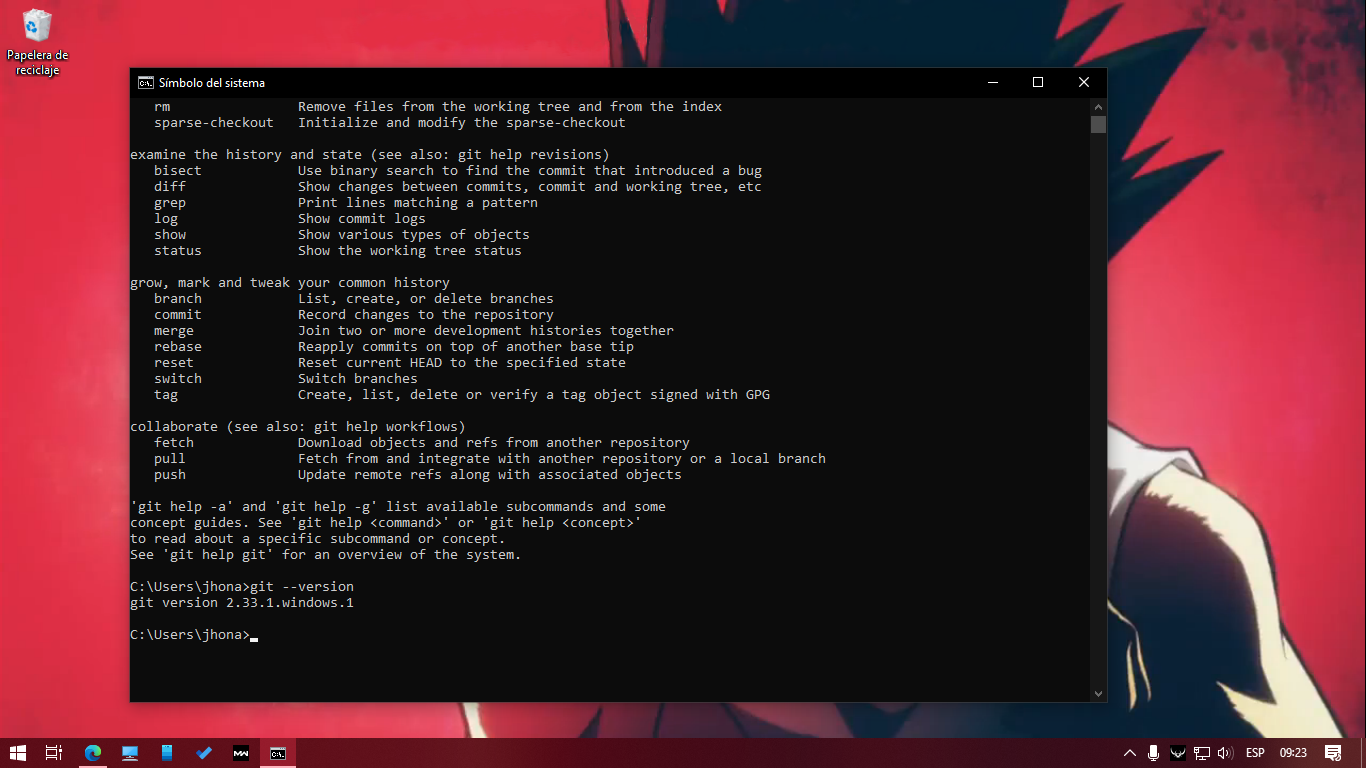 Papelera de
reciclaje
Símbolo del sistema
rm Remove files from the working tree and from the index
sparse-checkout Initialize and modify the sparse-checkout
examine the history and state (see also: git help revisions)
bisect Use binary search to find the commit that introduced a bug
diff Show changes between commits, commit and working tree, etc
grep Print lines matching a pattern
log Show commit logs
show Show various types of objects
status Show the working tree status
grow, mark and tweak your common history
branch List, create, or delete branches
commit Record changes to the repository
merge Join two or more development histories together
rebase Reapply commits on top of another base tip
reset Reset current HEAD to the specified state
switch Switch branches
tag Create, list, delete or verify a tag object signed with GPG
collaborate (see also: git help workflows)
fetch Download objects and refs from another repository
pull Fetch from and integrate with another repository or a local branch
push Update remote refs along with associated objects
'git help -a' and 'git help -g' list available subcommands and some
concept guides. See 'git help <command>' or 'git help <concept>'
to read about a specific subcommand or concept.
See 'git help git' for an overview of the system.
C:\Users\jhona>git --version
git version 2.33.1.windows.1
C:\Users\jhona>
ESP 09:23